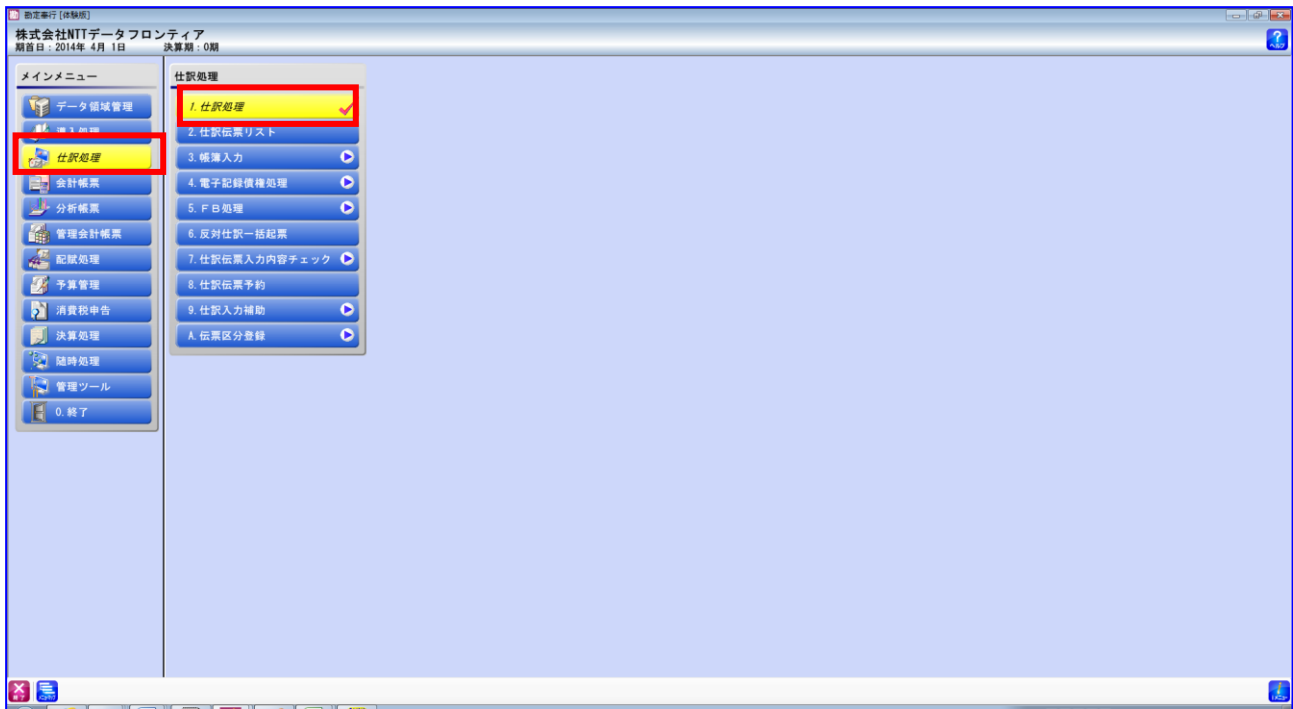 勘定奉行 [体験版]
株式会社NTTデータフロンティア
期首日：2014年 4月 1日 決算期：0期
ヘルプ
メインメニュー
データ領域管理
導入処理
仕訳処理
会計帳票
分析帳票
管理会計帳票
配賦処理
予算管理
消費税申告
決算処理
随時処理
管理ツール
0. 終了
仕訳処理
1. 仕訳処理
2. 仕訳伝票リスト
3. 帳簿入力
4. 電子記録債権処理
5. ＦＢ処理
6. 反対仕訳一括起票
7. 仕訳伝票入力内容チェック
8. 仕訳伝票予約
9. 仕訳入力補助
A. 伝票区分登録
終了